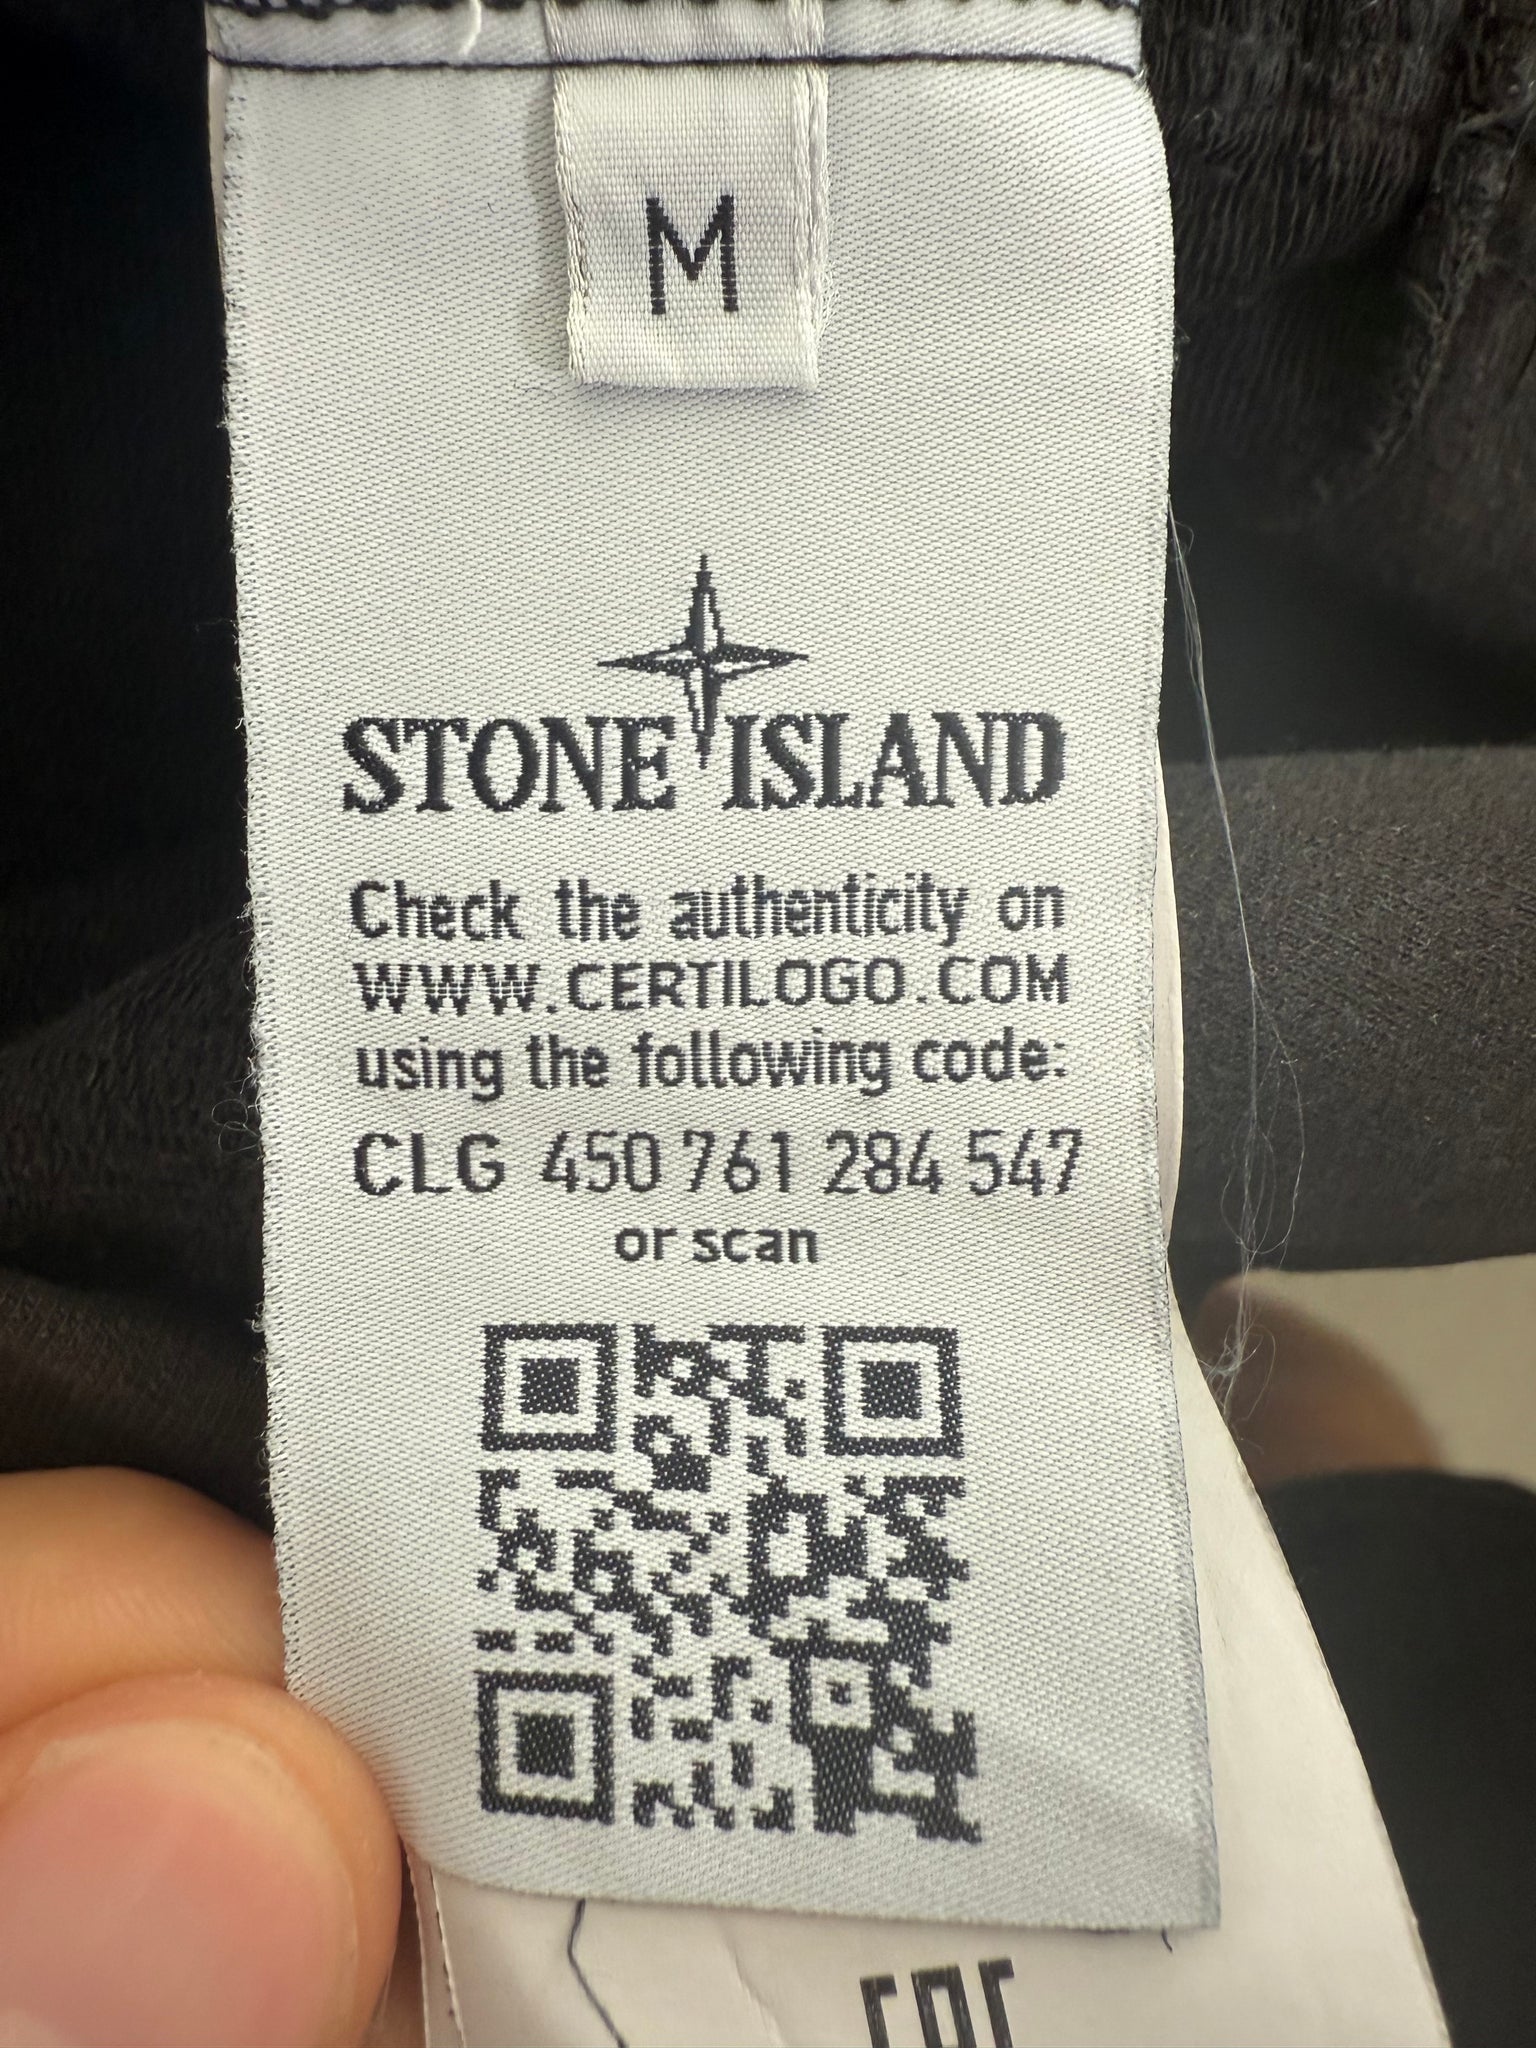 M
STONE ISLAND
Check the authenticity on
WWW.CERTILOGO.COM
using the following code:
CLG 450 761 284 547
or scan